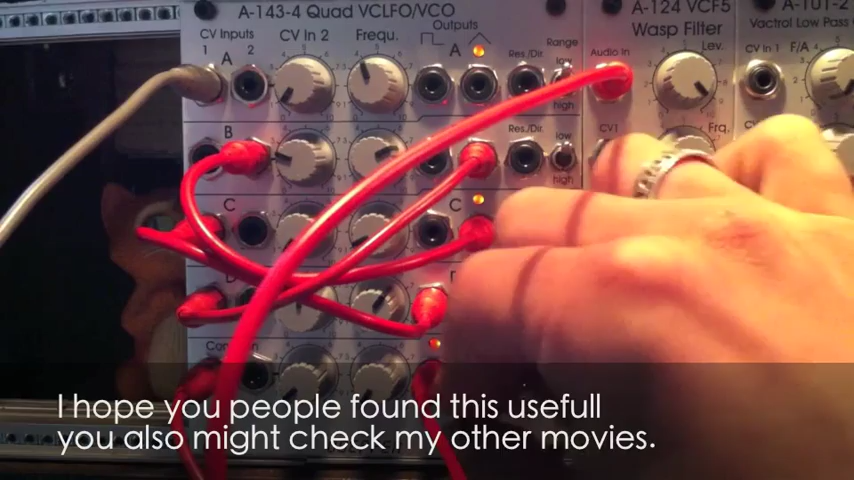 A-143-4 Quad VCLFO/VCO
A-124 VCF5
Wasp Filter
Vactrol Low Pass
CV Inputs
1 2
CV In 2
Frequ.
Outputs
A
A
Res./Dir.
Range
low
high
Audio In
Lev.
CV In 1
F/A
B
Res./Dir.
low
high
CV1
Frq.
C
C
I hope you people found this usefull
you also might check my other movies.